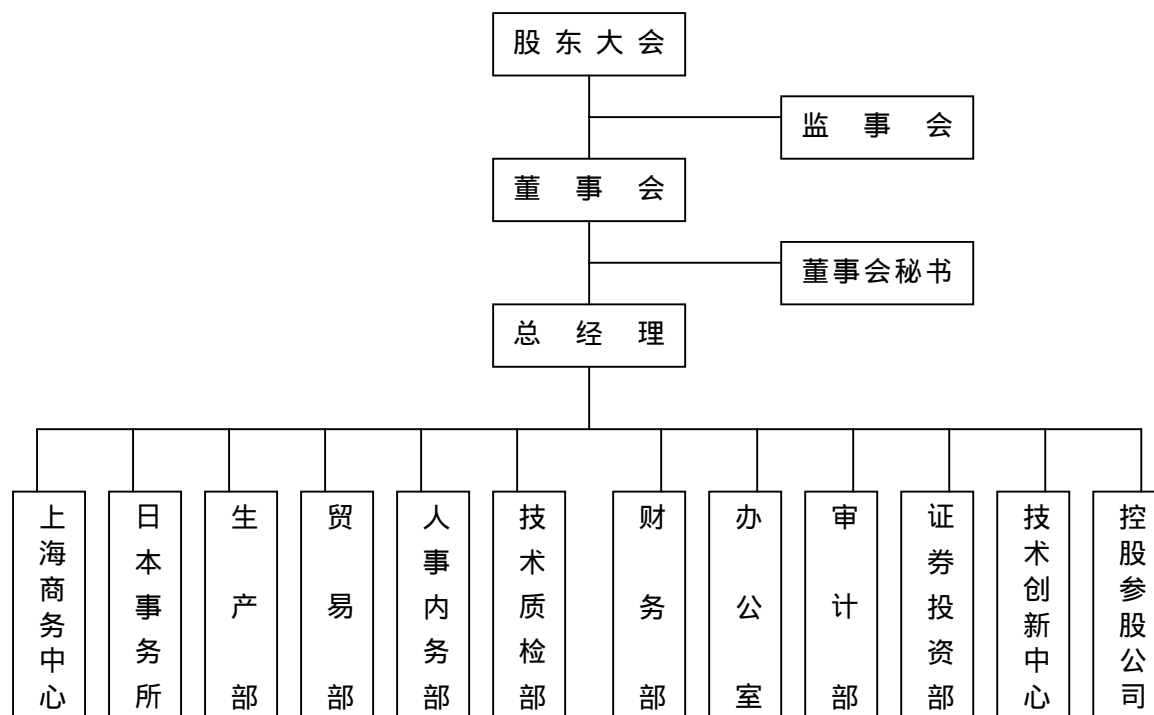 股东大会
监事会
董事会
董事会秘书
总经理
上海商务中心
日本事务所
生产部
贸易部
人事内务部
技术质检部
财务部
办公室
审计部
证券投资部
技术创新中心
控股参股公司